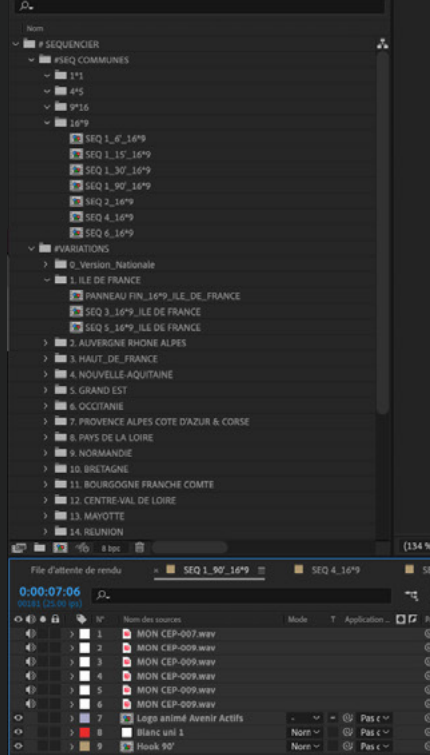 Nom
# SEQUENCIER
#SEQ COMMUNES
1*1
4*5
9*16
16*9
SEQ 1_6'_16*9
SEQ 1_15'_16*9
SEQ 1_30'_16*9
SEQ 1_90'_16*9
SEQ 2_16*9
SEQ 4_16*9
SEQ 6_16*9
#VARIATIONS
0_Version_Nationale
1. ILE DE FRANCE
PANNEAU FIN_16*9_ILE_DE_FRANCE
SEQ 3_16*9_ILE DE FRANCE
SEQ 5_16*9_ILE DE FRANCE
2. AUVERGNE RHONE ALPES
3. HAUT_DE_FRANCE
4. NOUVELLE-AQUITAINE
5. GRAND EST
6. OCCITANIE
7. PROVENCE ALPES COTE D'AZUR & CORSE
8. PAYS DE LA LOIRE
9. NORMANDIE
10. BRETAGNE
11. BOURGOGNE FRANCHE COMTE
12: CENTRE-VAL DE LOIRE
13. MAYOTTE
14. REUNION
8 bpc
(134 %
File d'attente de rendu × SEQ 1_90'_16*9 SEQ 4_16*9 SE
0:00:07:06
00181 (25.00 ips)
N° Nom des sources Mode T Application...
1 MON CEP-007.wav
2 MON CEP-009.wav
3 MON CEP-009.wav
4 MON CEP-009.wav
5 MON CEP-009.wav
6 MON CEP-009.wav
7 Logo animé Avenir Actifs - Pas c
8 Blanc uni 1 Norm Pas c
9 Hook 90' Norm Pas c